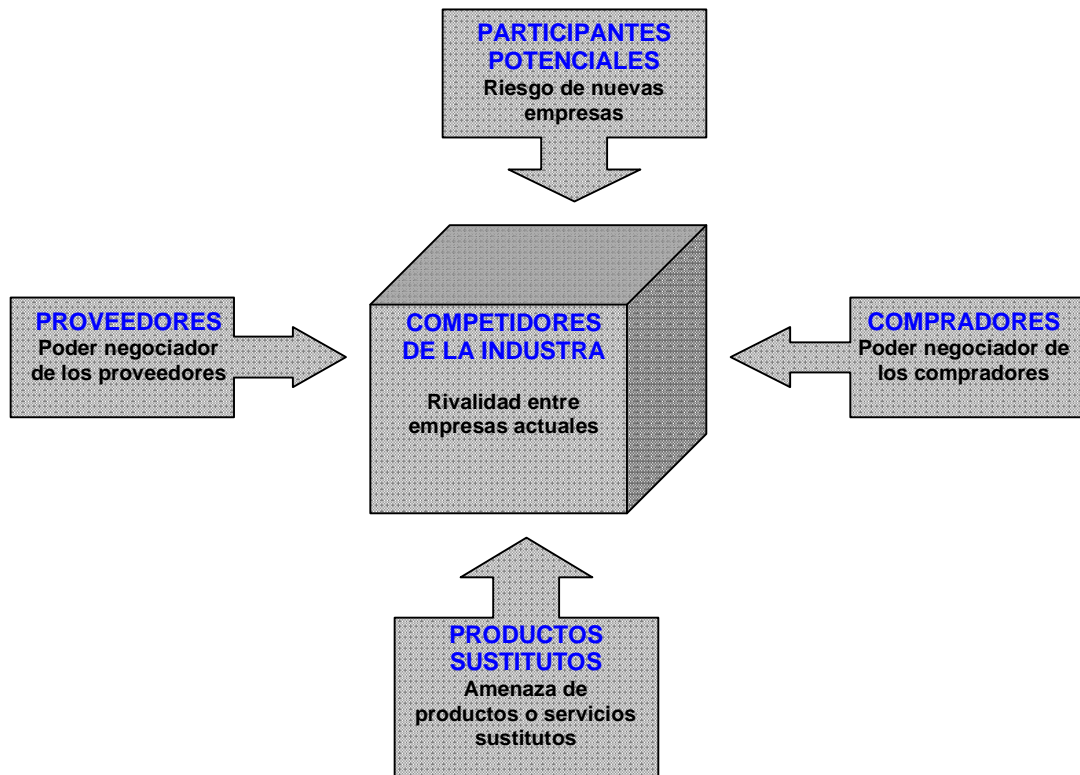 PARTICIPANTES
POTENCIALES
Riesgo de nuevas
empresas
PROVEEDORES
Poder negociador
de los proveedores
COMPETIDORES
DE LA INDUSTRA
Rivalidad entre
empresas actuales
COMPRADORES
Poder negociador de
los compradores
PRODUCTOS
SUSTITUTOS
Amenaza de
productos o servicios
sustitutos